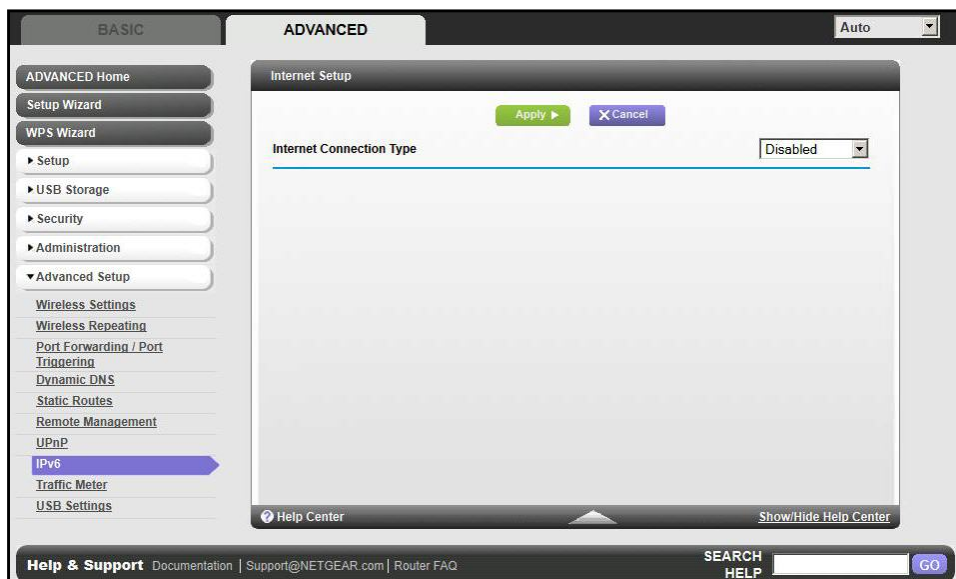 BASIC
ADVANCED
Auto
ADVANCED Home
Setup Wizard
WPS Wizard
Setup
USB Storage
Security
Administration
Advanced Setup
Wireless Settings
Wireless Repeating
Port Forwarding / Port
Triggering
Dynamic DNS
Static Routes
Remote Management
UPnP
IPv6
Traffic Meter
USB Settings
Internet Setup
Apply
Cancel
Internet Connection Type
Disabled
Help Center
Show/Hide Help Center
Help & Support Documentation | Support@NETGEAR.com | Router FAQ
SEARCH
HELP
GO